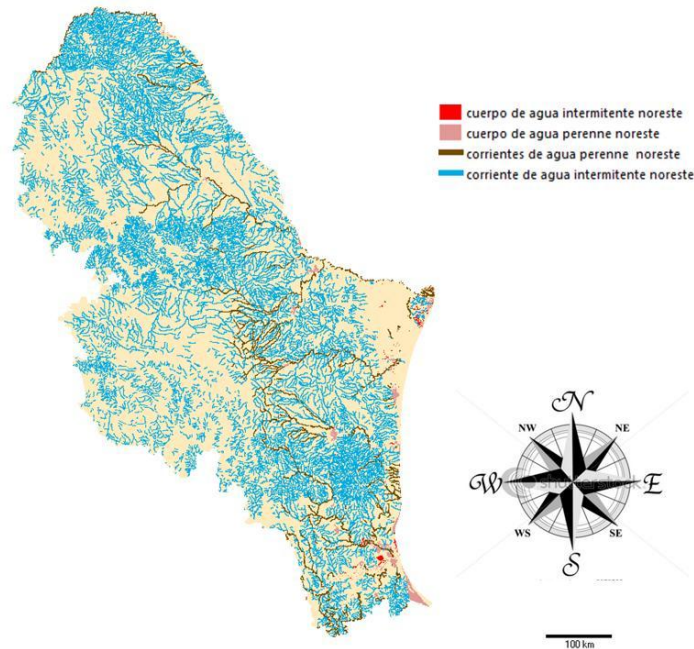 cuerpo de agua intermitente noreste
cuerpo de agua perenne noreste
corrientes de agua perenne noreste
corriente de agua intermitente noreste
N
NW
NE
W
shutterstock
E
WS
SE
S
100 km